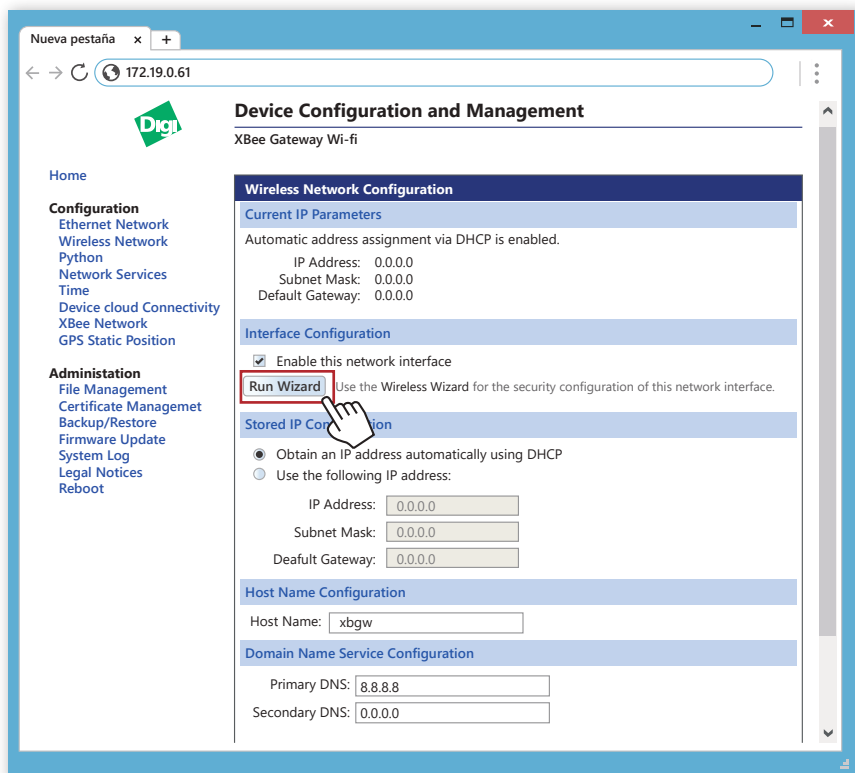 Nueva pestaña x +
172.19.0.61
Digi
Device Configuration and Management
XBee Gateway Wi-fi
Home
Configuration
Ethernet Network
Wireless Network
Python
Network Services
Time
Device cloud Connectivity
XBee Network
GPS Static Position
Administation
File Management
Certificate Managemet
Backup/Restore
Firmware Update
System Log
Legal Notices
Reboot
Wireless Network Configuration
Current IP Parameters
Automatic address assignment via DHCP is enabled.
IP Address: 0.0.0.0
Subnet Mask: 0.0.0.0
Default Gateway: 0.0.0.0
Interface Configuration
Enable this network interface
Run Wizard Use the Wireless Wizard for the security configuration of this network interface.
Stored IP
Obtain an IP address automatically using DHCP
Use the following IP address:
IP Address: 0.0.0.0
Subnet Mask: 0.0.0.0
Deafult Gateway: 0.0.0.0
Host Name Configuration
Host Name: xbgw
Domain Name Service Configuration
Primary DNS: 8.8.8.8
Secondary DNS: 0.0.0.0